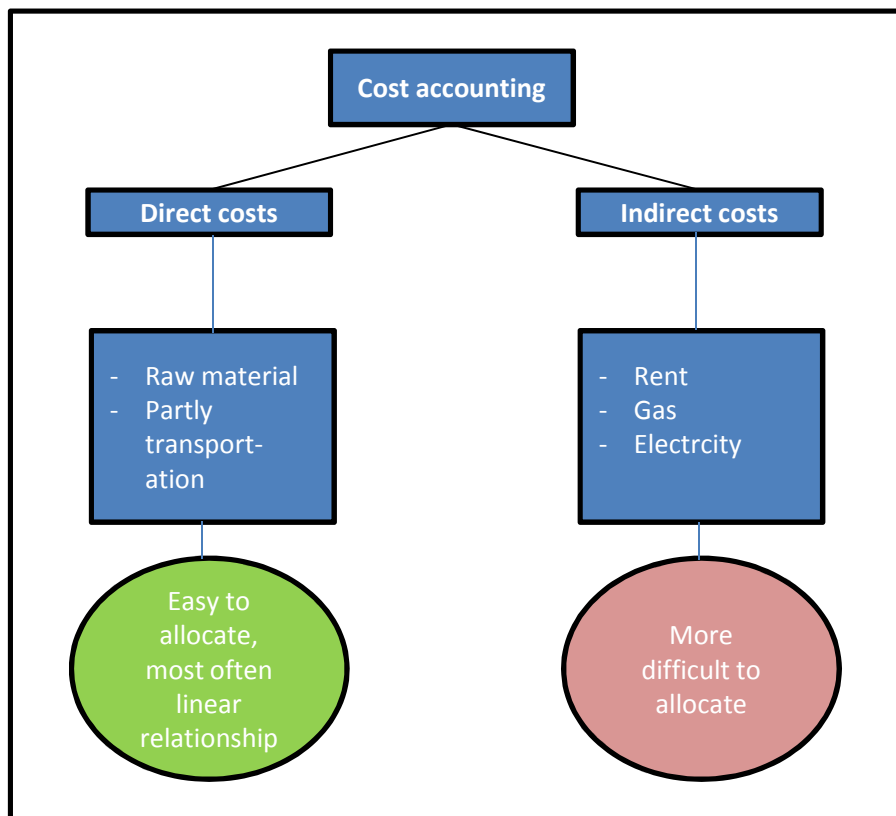 Cost accounting
Direct costs
Indirect costs
- Raw material
- Partly
transport-
ation
- Rent
- Gas
- Electrcity
Easy to
allocate,
most often
linear
relationship
More
difficult to
allocate